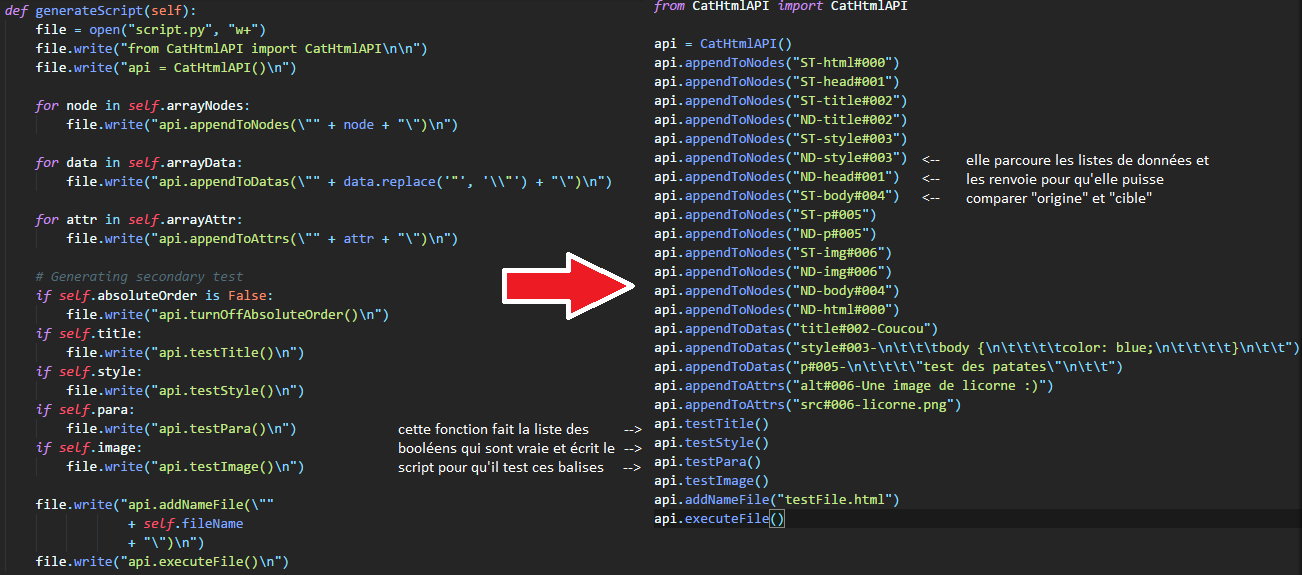 def generateScript(self):
    file = open("script.py", "w+")
    file.write("from CatHtmlAPI import CatHtmlAPI\n\n")
    file.write("api = CatHtmlAPI()\n")

    for node in self.arrayNodes:
        file.write("api.appendToNodes(\"" + node + "\")\n")

    for data in self.arrayData:
        file.write("api.appendToDatas(\"" + data.replace('"', '\\"') + "\")\n")

    for attr in self.arrayAttr:
        file.write("api.appendToAttrs(\"" + attr + "\")\n")

    # Generating secondary test
    if self.absoluteOrder is False:
        file.write("api.turnOffAbsoluteOrder()\n")
    if self.title:
        file.write("api.testTitle()\n")
    if self.style:
        file.write("api.testStyle()\n")
    if self.para:
        file.write("api.testPara()\n")
    if self.image:
        file.write("api.testImage()\n")

    file.write("api.addNameFile(\""
                + self.fileName
                + "\")\n")
    file.write("api.executeFile()\n")
cette fonction fait la liste des -->
booléens qui sont vraie et écrit le -->
script pour qu'il test ces balises -->
from CatHtmlAPI import CatHtmlAPI

api = CatHtmlAPI()
api.appendToNodes("ST-html#000")
api.appendToNodes("ST-head#001")
api.appendToNodes("ST-title#002")
api.appendToNodes("ND-title#002")
api.appendToNodes("ST-style#003")
api.appendToNodes("ND-style#003") <-- elle parcoure les listes de données et
api.appendToNodes("ND-head#001") <-- les renvoie pour qu'elle puisse
api.appendToNodes("ST-body#004") <-- comparer "origine" et "cible"
api.appendToNodes("ST-p#005")
api.appendToNodes("ND-p#005")
api.appendToNodes("ST-img#006")
api.appendToNodes("ND-img#006")
api.appendToNodes("ND-body#004")
api.appendToNodes("ND-html#000")
api.appendToDatas("title#002-Coucou")
api.appendToDatas("style#003-\n\t\t\tbody {\n\t\t\t\tcolor: blue;\n\t\t\t\t}\n\t\t")
api.appendToDatas("p#005-\n\t\t\t\"test des patates\"\n\t\t")
api.appendToAttrs("alt#006-Une image de licorne :)")
api.appendToAttrs("src#006-licorne.png")
api.testTitle()
api.testStyle()
api.testPara()
api.testImage()
api.addNameFile("testFile.html")
api.executeFile()